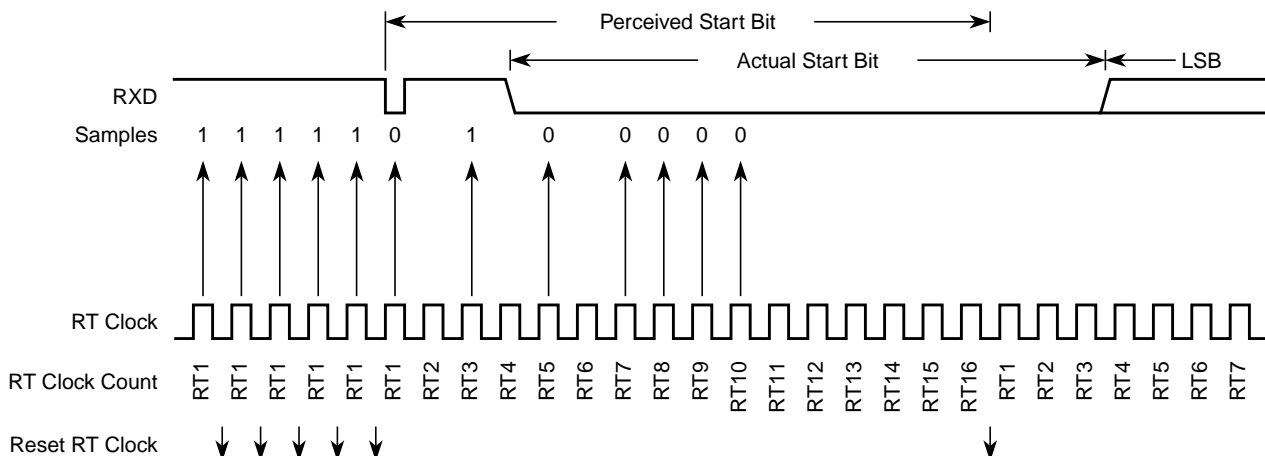 Perceived Start Bit
Actual Start Bit
LSB
RXD
Samples 1 1 1 1 1 0 1 0 0 0 0 0
RT Clock
RT Clock Count RT1 RT1 RT1 RT1 RT1 RT1 RT2 RT3 RT4 RT5 RT6 RT7 RT8 RT9 RT10 RT11 RT12 RT13 RT14 RT15 RT16 RT1 RT2 RT3 RT4 RT5 RT6 RT7
Reset RT Clock